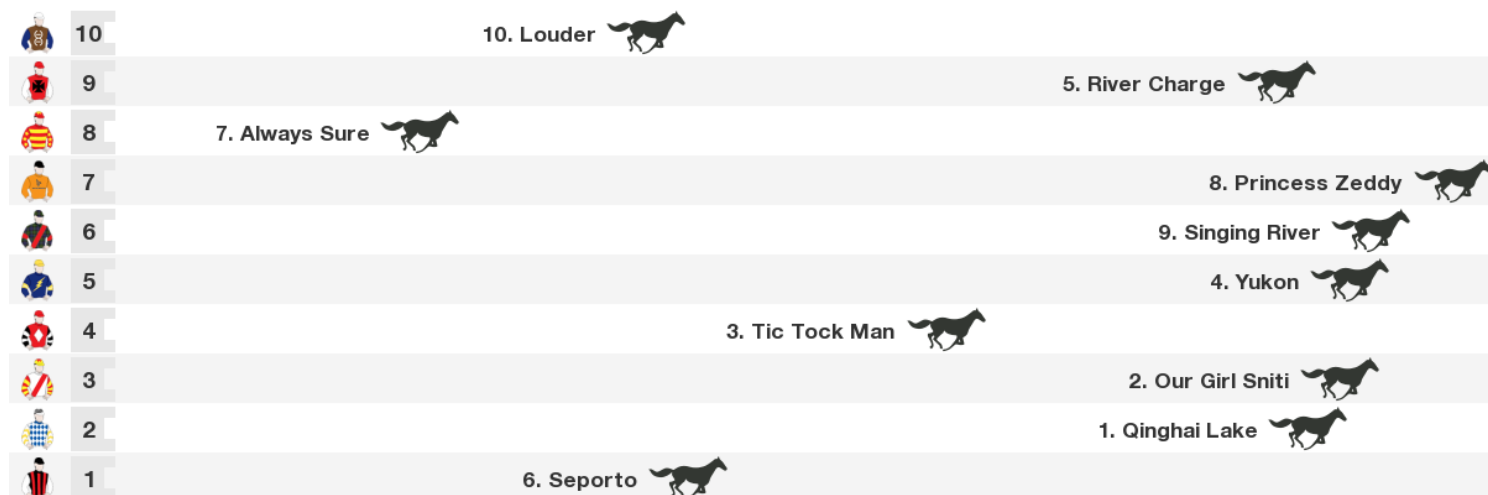 10 10. Louder
9 5. River Charge
8 7. Always Sure
7 8. Princess Zeddy
6 9. Singing River
5 4. Yukon
4 3. Tic Tock Man
3 2. Our Girl Sniti
2 1. Qinghai Lake
1 6. Seporto